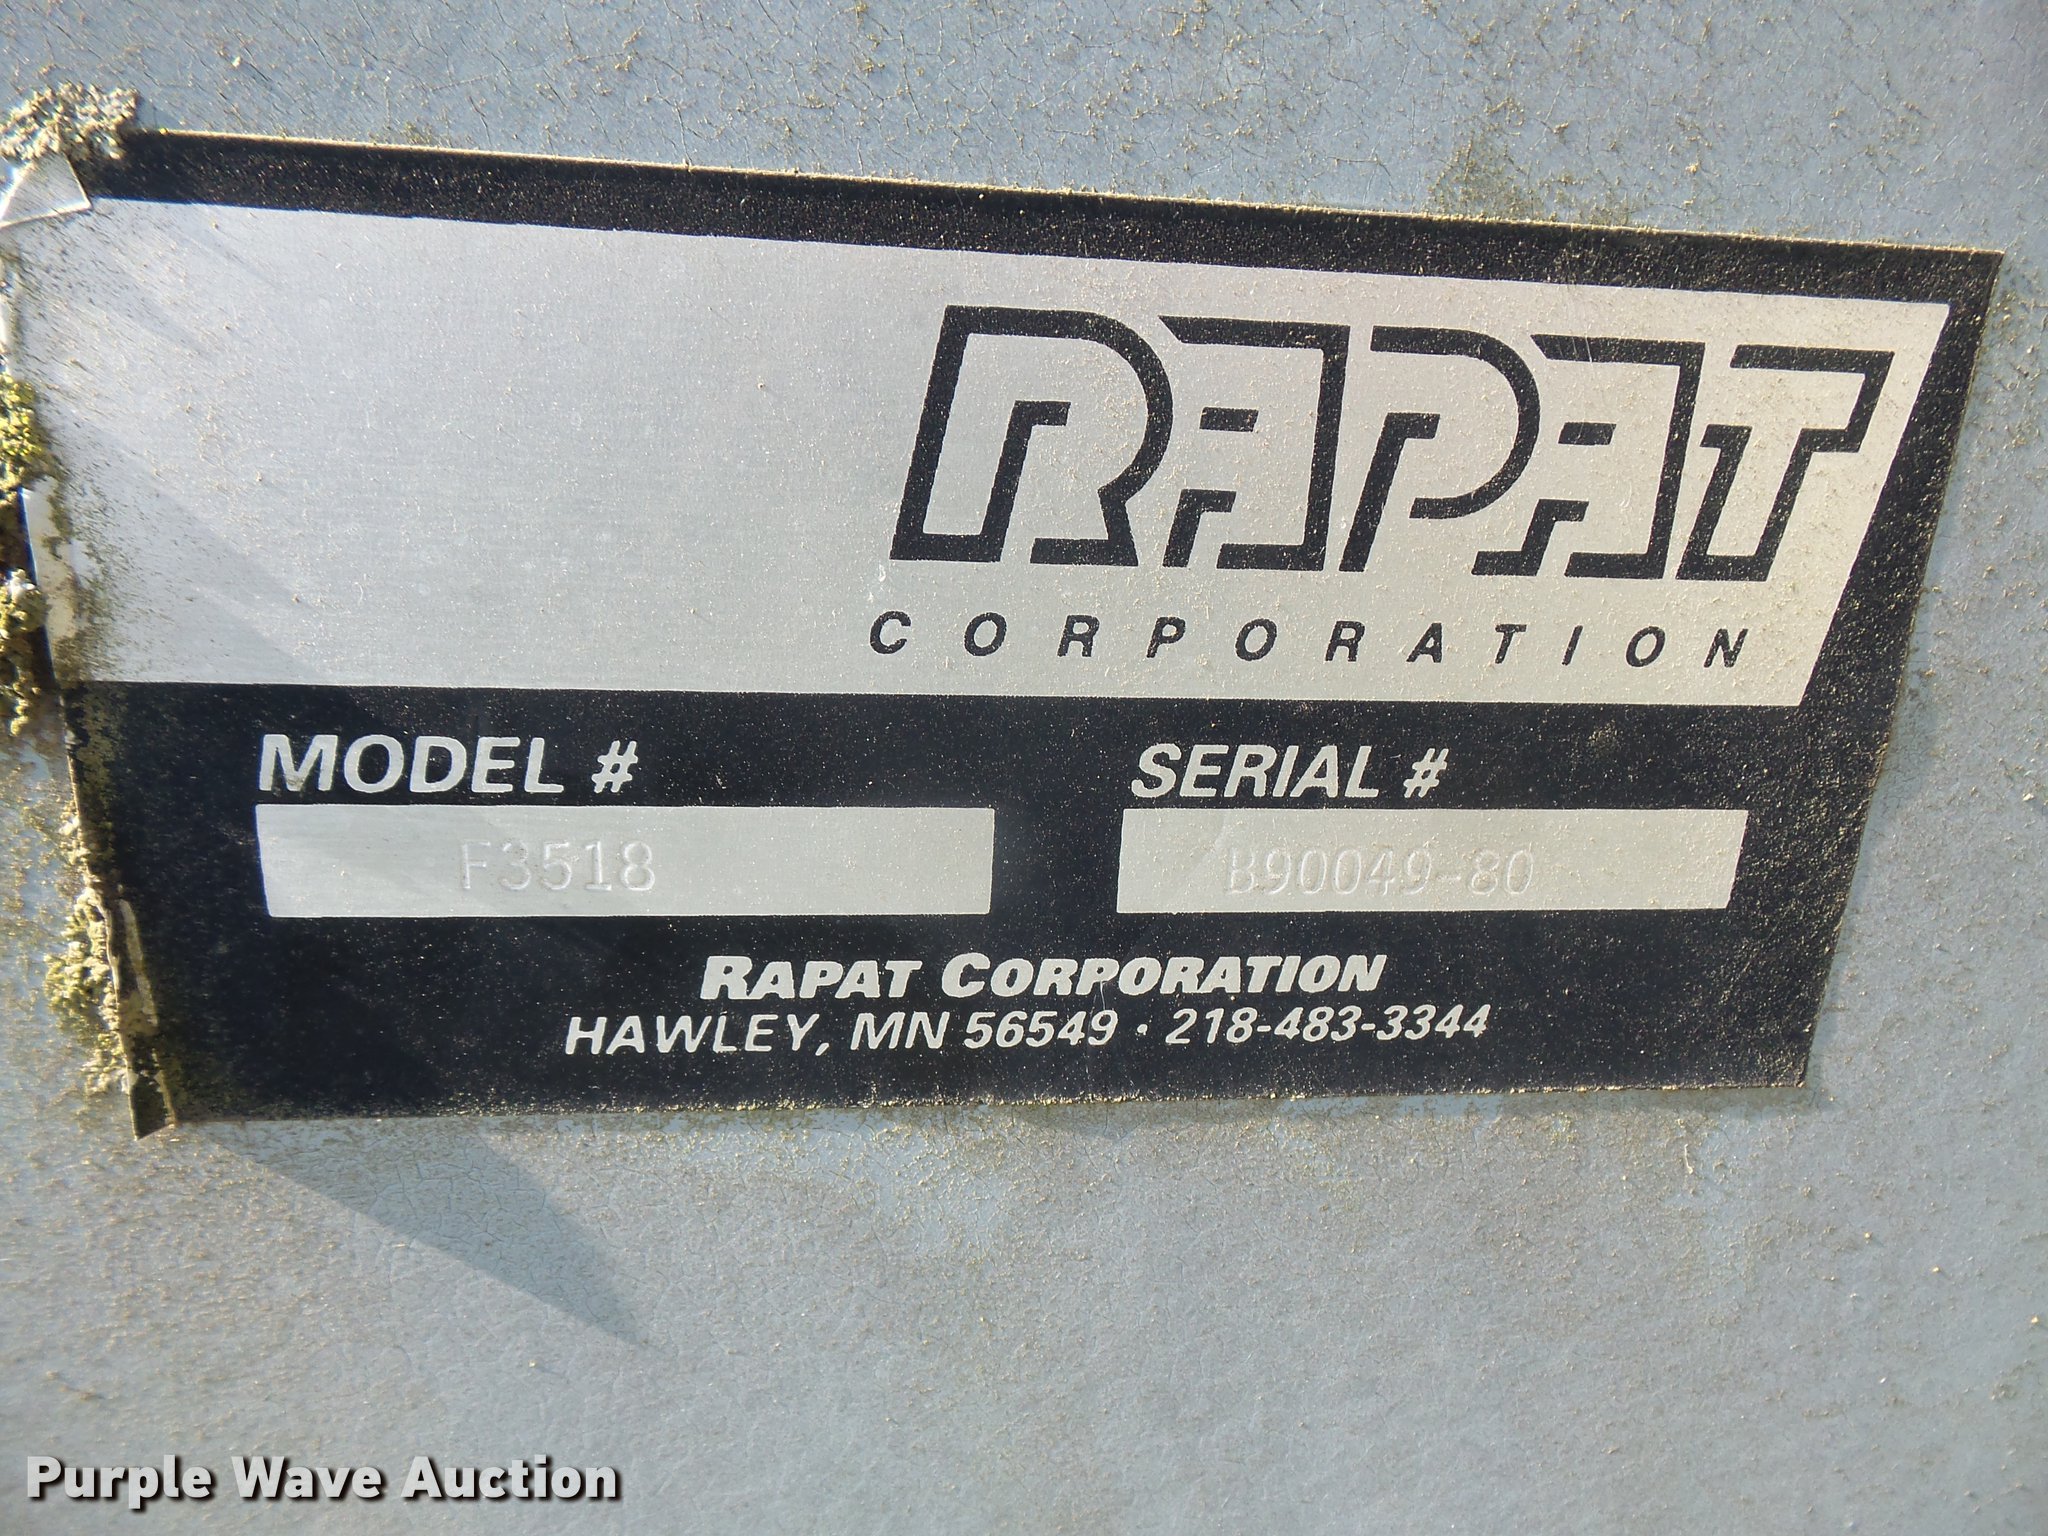 RAPAT
CORPORATION
MODEL # SERIAL #
F3518 B90049-80
RAPAT CORPORATION
HAWLEY, MN 56549 · 218-483-3344
Purple Wave Auction